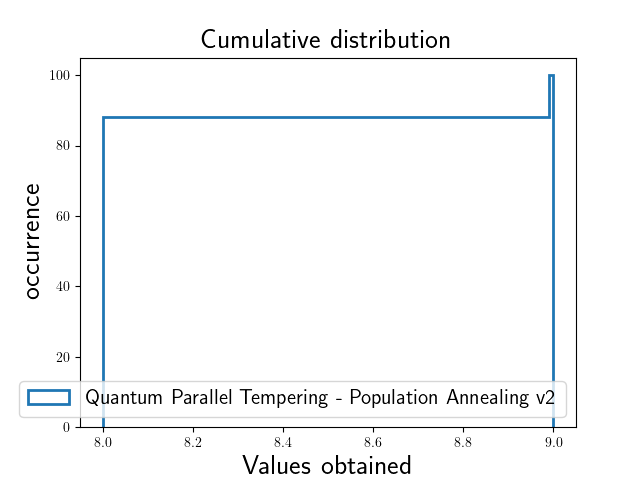 Cumulative distribution
occurrence
100
80
60
40
20
0
Quantum Parallel Tempering - Population Annealing v2
8.0 8.2 8.4 8.6 8.8 9.0
Values obtained